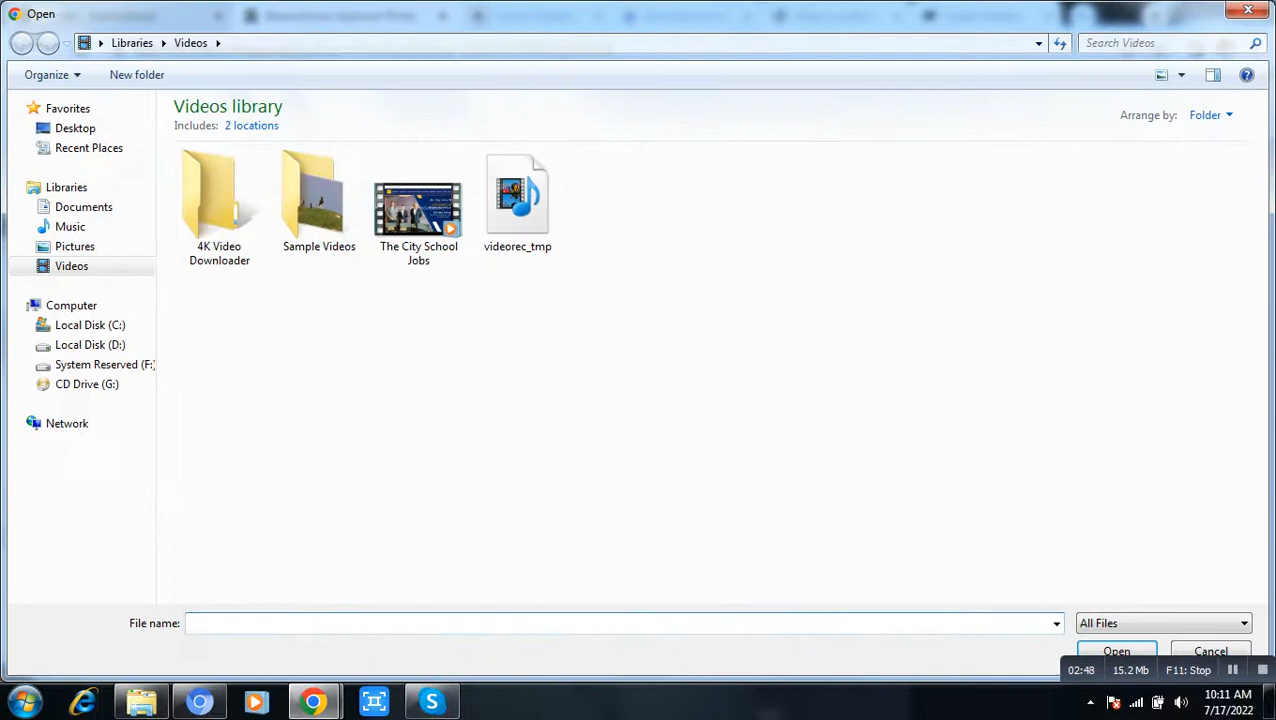 Open
Libraries Videos
Search Videos
Organize
New folder
Favorites
Desktop
Recent Places
Libraries
Documents
Music
Pictures
Videos
Computer
Local Disk (C:)
Local Disk (D:)
System Reserved (F:
CD Drive (G:)
Network
Videos library
Includes: 2 locations
Arrange by: Folder
4K Video
Downloader
Sample Videos
The City School
Jobs
videorec_tmp
File name:
All Files
Open
Cancel
02:48
15.2 Mb
F11: Stop
10:11 AM
7/17/2022